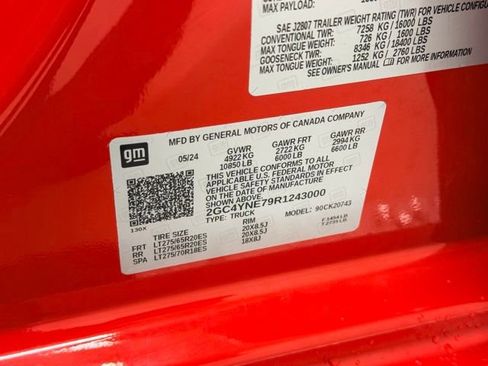 MAX PAYLOAD:
SAE J2807 TRAILER WEIGHT RATING (TWR) FOR VEHICLE CONFIGUR
CONVENTIONAL TWR: 7258 KG / 16000 LBS
MAX TONGUE WEIGHT: 726 KG / 1600 LBS
GOOSENECK TWR: 8346 KG / 18400 LBS
MAX TONGUE WEIGHT: 1252 KG / 2760 LBS
SEE OWNER'S MANUAL
MFD BY GENERAL MOTORS OF CANADA COMPANY
gm
05/24
GVWR GAWR FRT GAWR RR
4922 KG 2722 KG 2994 KG
10850 LB 6000 LB 6600 LB
THIS VEHICLE CONFORMS TO ALL
APPLICABLE U.S. FEDERAL MOTOR
VEHICLE SAFETY STANDARDS IN
EFFECT ON THE DATE OF MANUFACTURE
SHOWN ABOVE.
2GC4YNE79R1243000
TYPE: TRUCK MODEL: 90CK20743
130X
TIRE SIZE RIM
FRT LT275/65R20ES 20X8.5J
RR LT275/65R20ES 20X8.5J
SPA LT275/70R18ES 18X8J